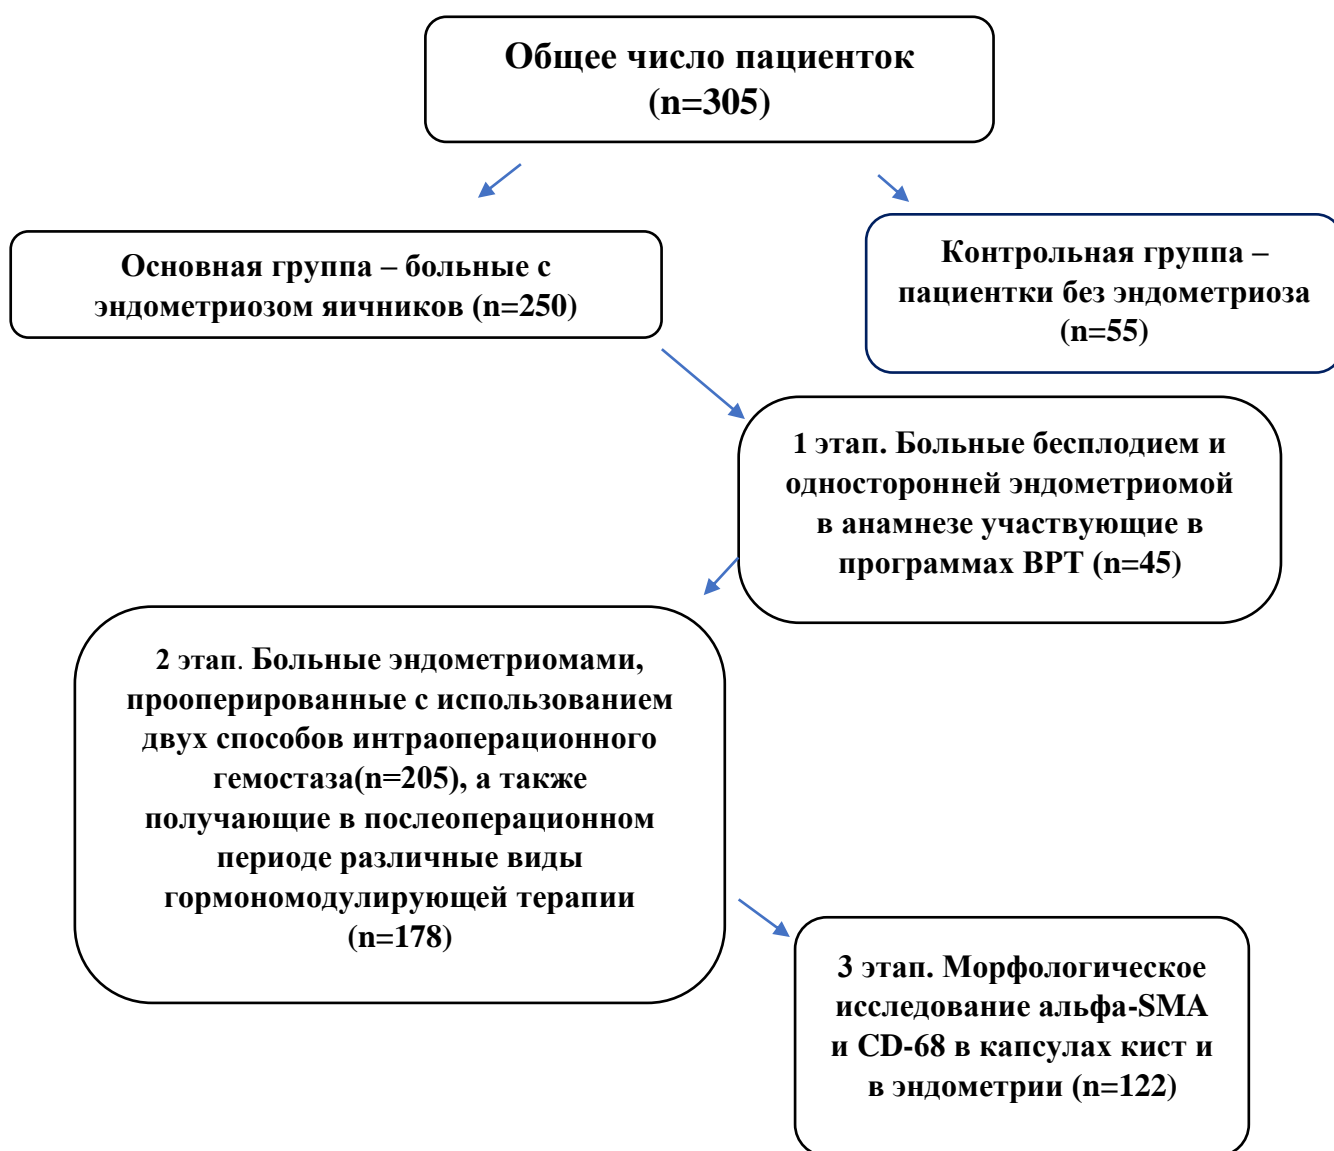 Общее число пациенток
(n=305)
Основная группа – больные с
эндометриозом яичников (n=250)
Контрольная группа –
пациентки без эндометриоза
(n=55)
1 этап. Больные бесплодием и
односторонней эндометриомой
в анамнезе участвующие в
программах ВРТ (n=45)
2 этап. Больные эндометриомами,
прооперированные с использованием
двух способов интраоперационного
гемостаза(n=205), а также
получающие в послеоперационном
периоде различные виды
гормономодулирующей терапии
(n=178)
3 этап. Морфологическое
исследование альфа-SMA
и CD-68 в капсулах кист и
в эндометрии (n=122)